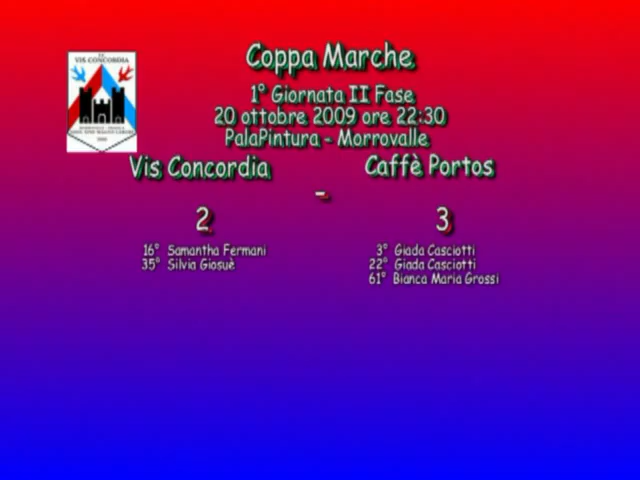 Coppa Marche
VIS CONCORDIA
1° Giornata II Fase
20 ottobre 2009 ore 22:30
PalaPintura - Morrovalle
Vis Concordia - Caffè Portos
2 3
16° Samantha Fermani
35° Silvia Giosuè
3° Giada Casciotti
22° Giada Casciotti
61° Bianca Maria Grossi